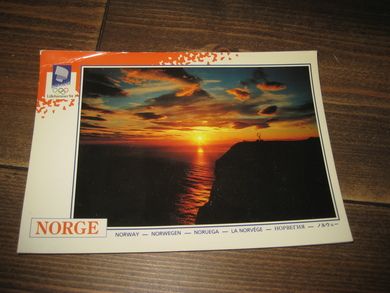 Lillehammer '94
NORGE
NORWAY — NORWEGEN — NORUEGA — LA NORVÈGE — НОРВЕГИЯ — ノルウェー